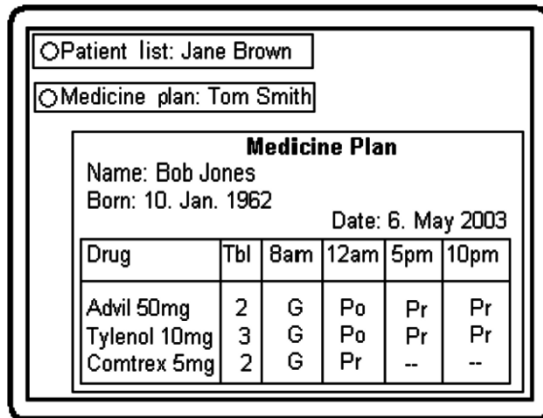 Patient list: Jane Brown
Medicine plan: Tom Smith
Medicine Plan
Name: Bob Jones
Born: 10. Jan. 1962
Date: 6. May 2003
Drug Tbl 8am 12am 5pm 10pm
Advil 50mg 2 G Po Pr Pr
Tylenol 10mg 3 G Po Pr Pr
Comtrex 5mg 2 G Pr -- --